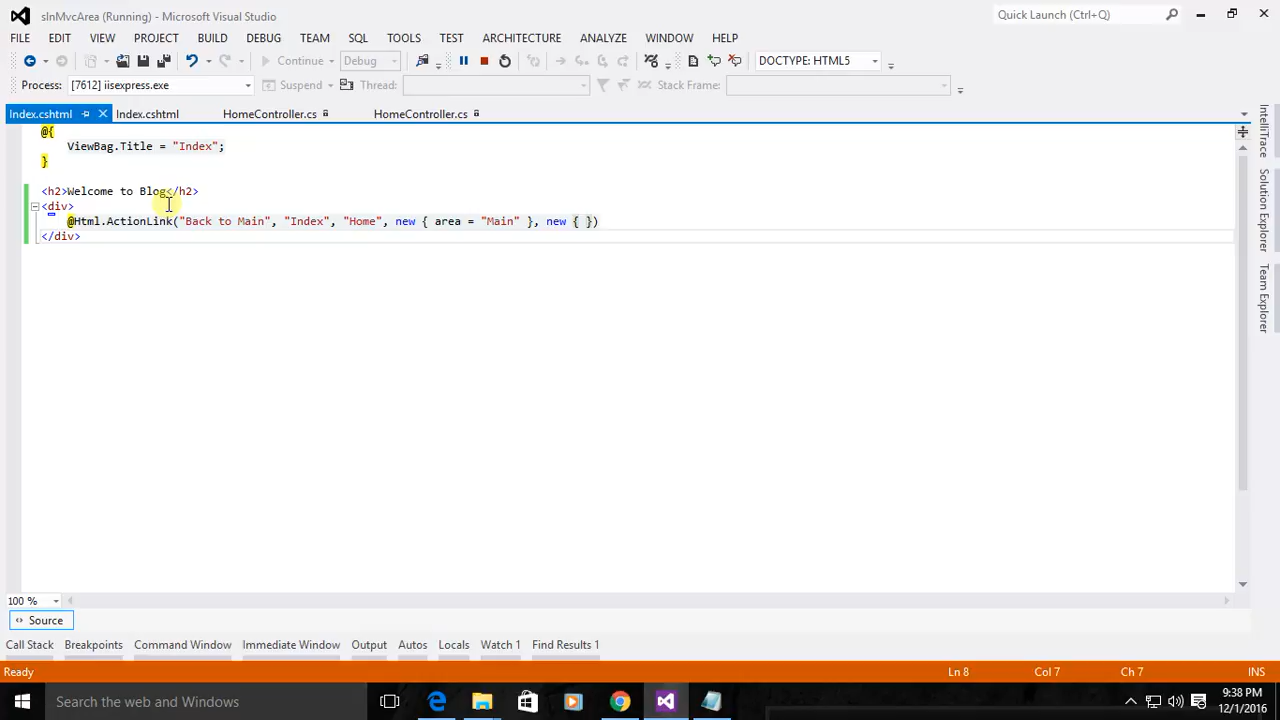 slnMvcArea (Running) - Microsoft Visual Studio
Quick Launch (Ctrl+Q)
FILE EDIT VIEW PROJECT BUILD DEBUG TEAM SQL TOOLS TEST ARCHITECTURE ANALYZE WINDOW HELP
Continue Debug DOCTYPE: HTML5
Process: [7612] iisexpress.exe Suspend Thread: Stack Frame:
Index.cshtml Index.cshtml HomeController.cs HomeController.cs
@{
ViewBag.Title = "Index";
}
<h2>Welcome to Blog</h2>
<div>
@Html.ActionLink("Back to Main", "Index", "Home", new { area = "Main" }, new { })
</div>
IntelliTrace
Solution Explorer
Team Explorer
100 %
Source
Call Stack Breakpoints Command Window Immediate Window Output Autos Locals Watch 1 Find Results 1
Ready Ln 8 Col 7 Ch 7 INS
Search the web and Windows
9:38 PM
12/1/2016